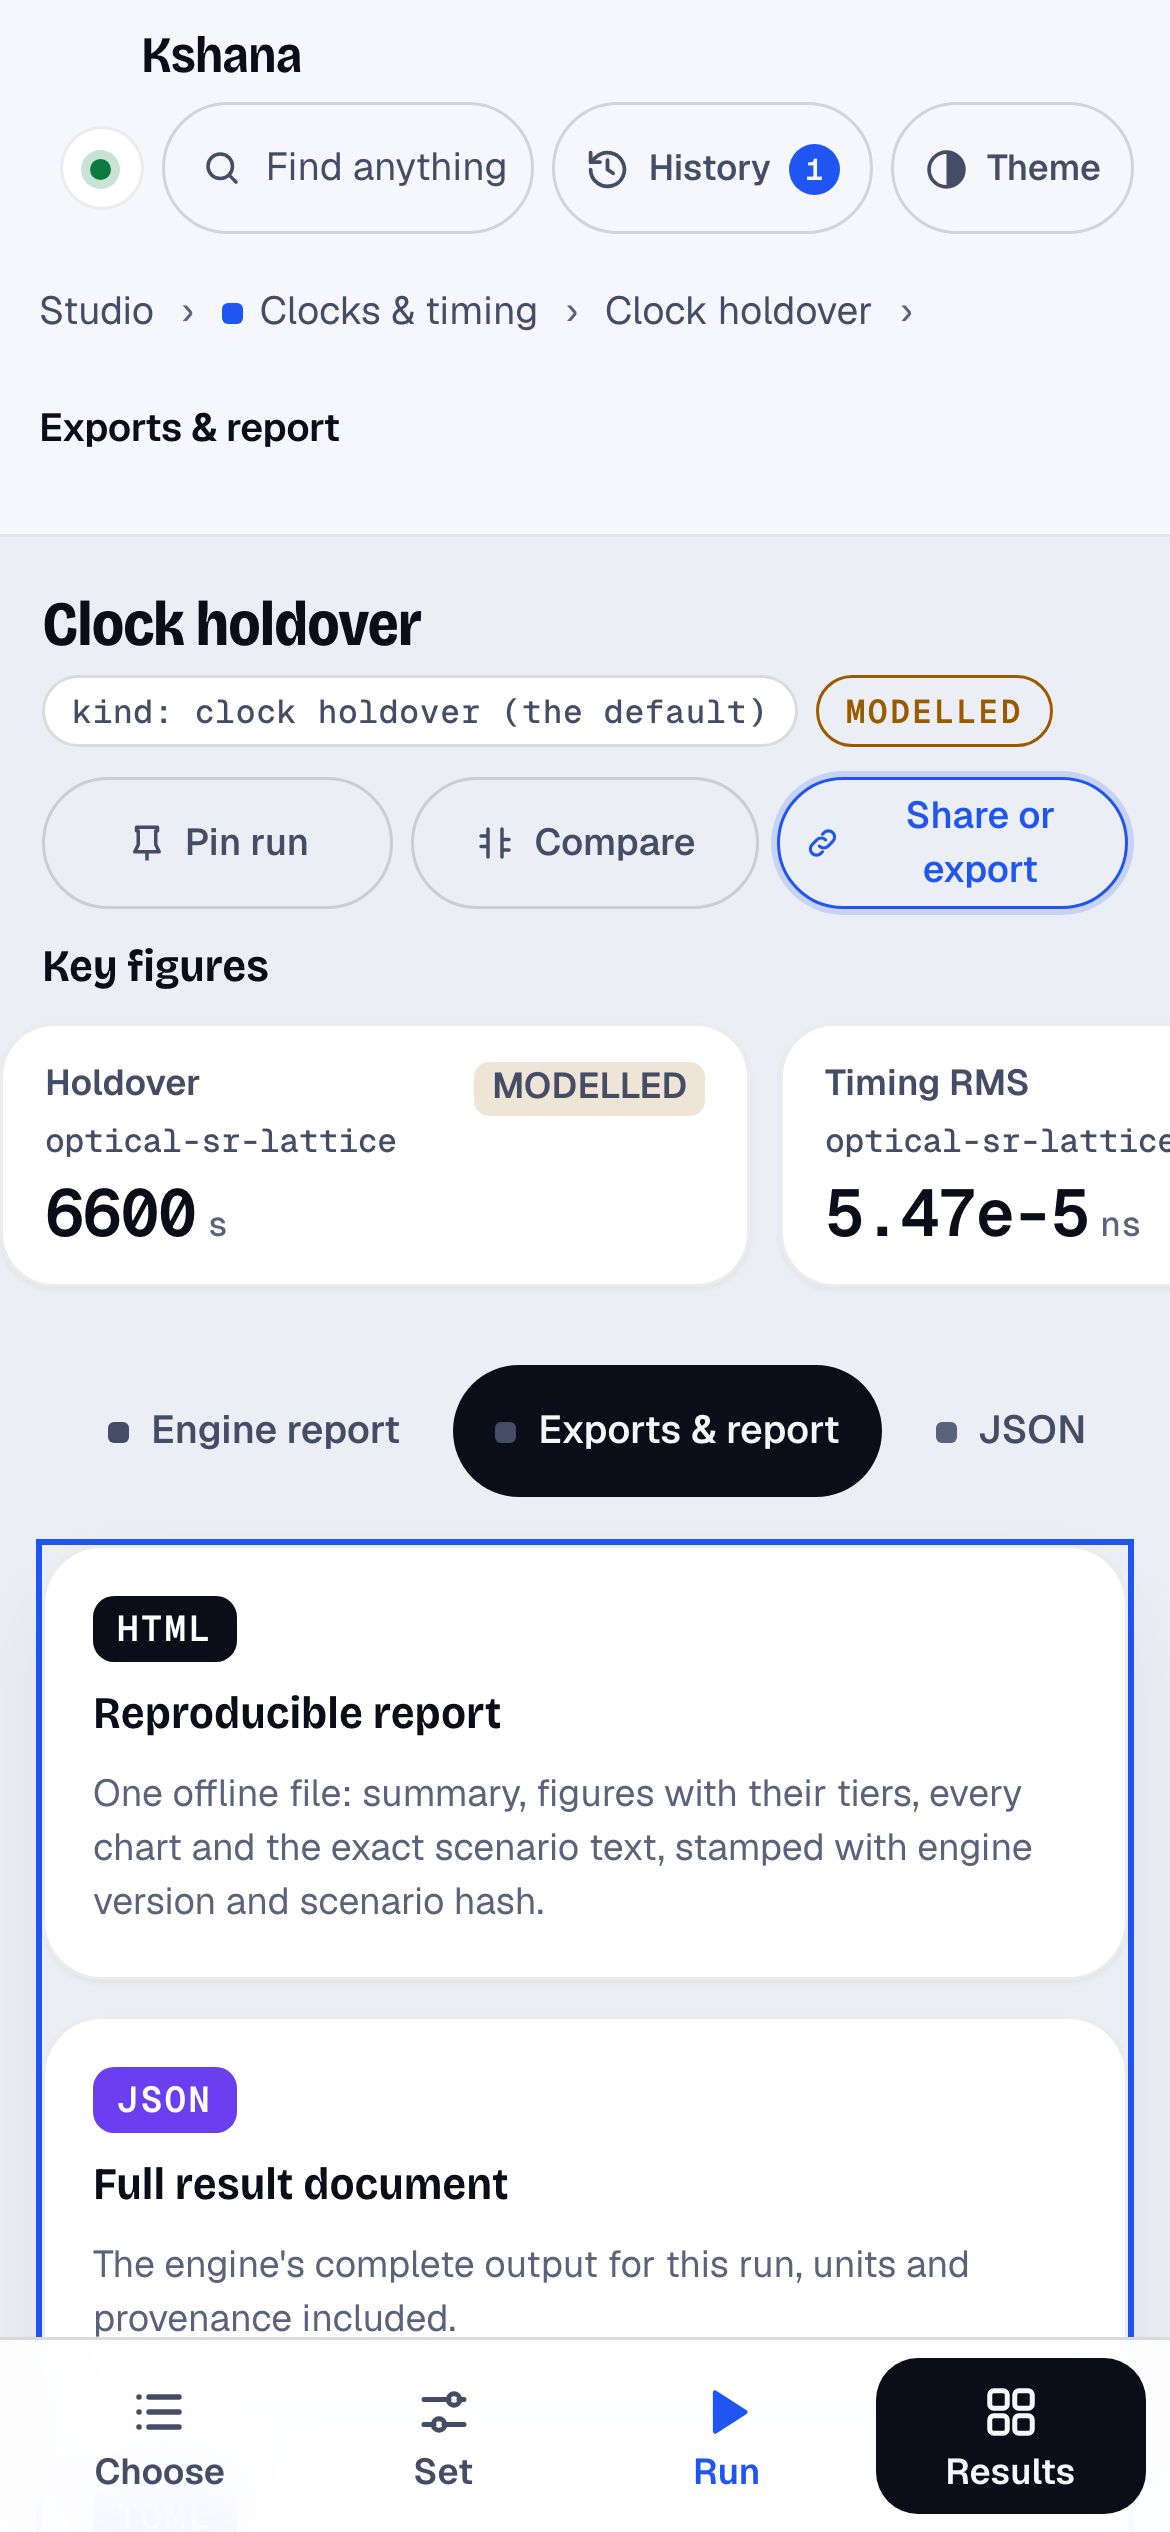 Kshana
Find anything
History 1
Theme
Studio › Clocks & timing › Clock holdover ›
Exports & report
Clock holdover
kind: clock holdover (the default)
MODELLED
Pin run
Compare
Share or
export
Key figures
Holdover
MODELLED
optical-sr-lattice
6600 s
Timing RMS
optical-sr-lattice
5.47e-5 ns
Engine report
Exports & report
JSON
HTML
Reproducible report
One offline file: summary, figures with their tiers, every
chart and the exact scenario text, stamped with engine
version and scenario hash.
JSON
Full result document
The engine's complete output for this run, units and
provenance included.
Choose
Set
Run
Results
TOML